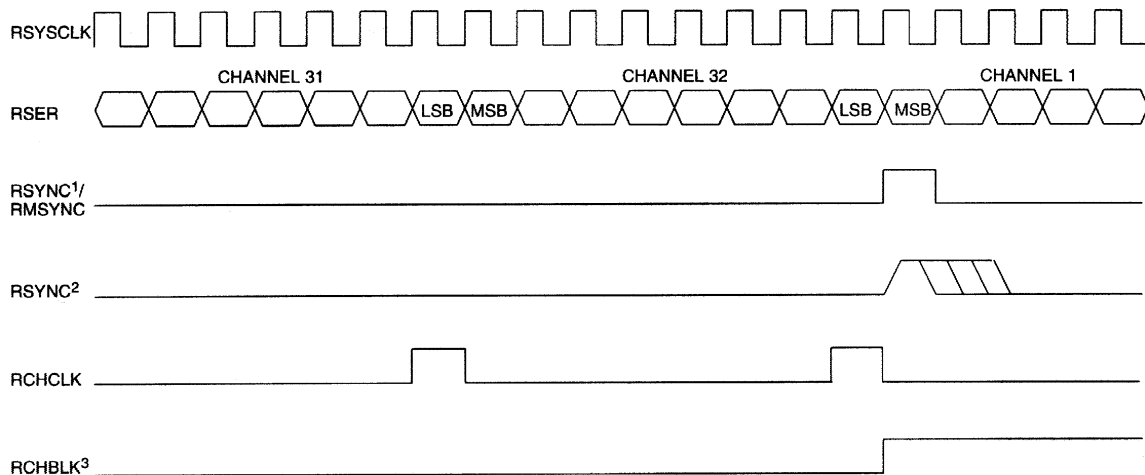 RSYSCLK
CHANNEL 31 CHANNEL 32 CHANNEL 1
RSER LSB MSB LSB MSB
RSYNC¹/
RMSYNC
RSYNC²
RCHCLK
RCHBLK³